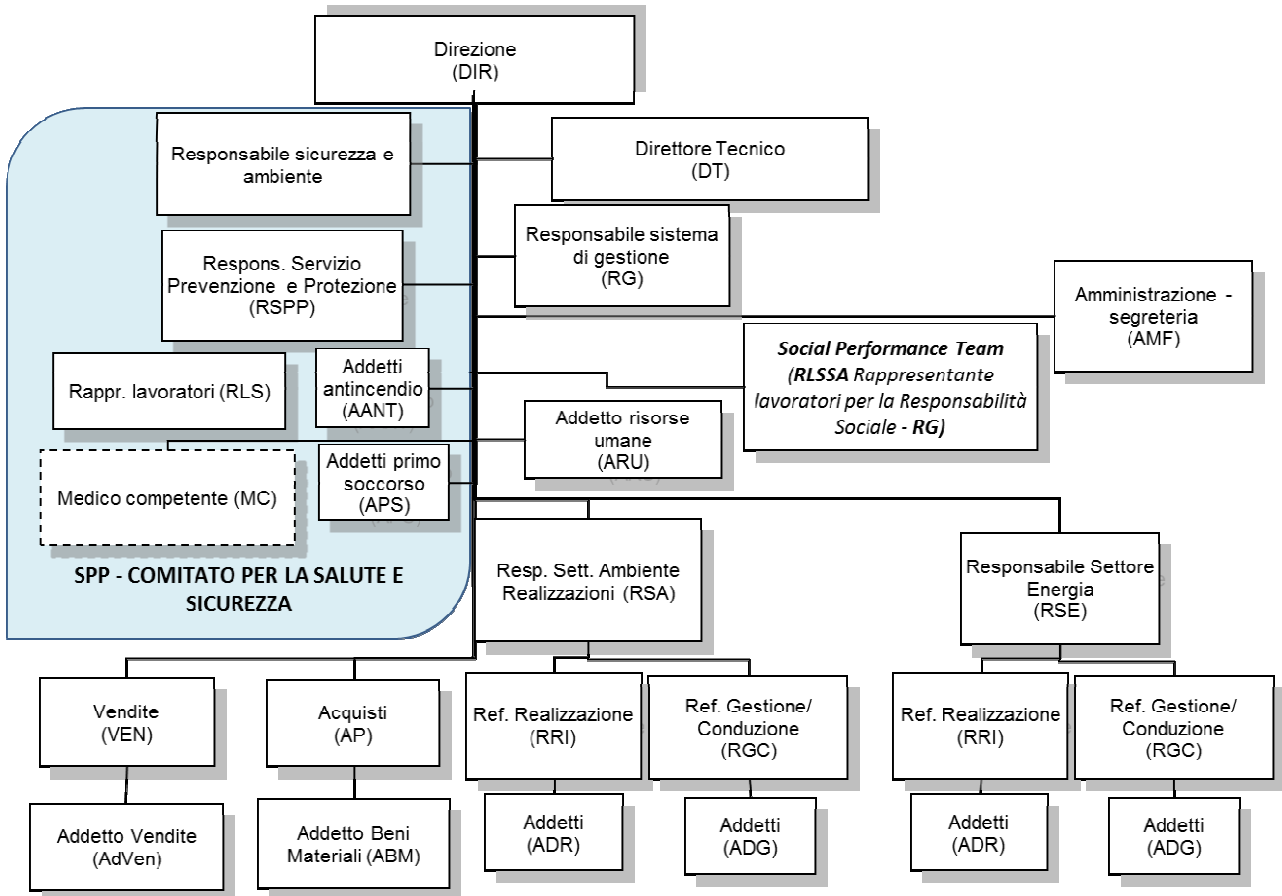 Direzione
(DIR)
Responsabile sicurezza e
ambiente
Direttore Tecnico
(DT)
Respons. Servizio
Prevenzione e Protezione
(RSPP)
Responsabile sistema
di gestione
(RG)
Amministrazione -
segreteria
(AMF)
Rappr. lavoratori (RLS)
Addetti
antincendio
(AANT)
Social Performance Team
(RLSSA Rappresentante
lavoratori per la Responsabilità
Sociale - RG)
Addetto risorse
umane
(ARU)
Medico competente (MC)
Addetti primo
soccorso
(APS)
SPP - COMITATO PER LA SALUTE E
SICUREZZA
Resp. Sett. Ambiente
Realizzazioni (RSA)
Responsabile Settore
Energia
(RSE)
Vendite
(VEN)
Acquisti
(AP)
Ref. Realizzazione
(RRI)
Ref. Gestione/
Conduzione
(RGC)
Ref. Realizzazione
(RRI)
Ref. Gestione/
Conduzione
(RGC)
Addetto Vendite
(AdVen)
Addetto Beni
Materiali (ABM)
Addetti
(ADR)
Addetti
(ADG)
Addetti
(ADR)
Addetti
(ADG)